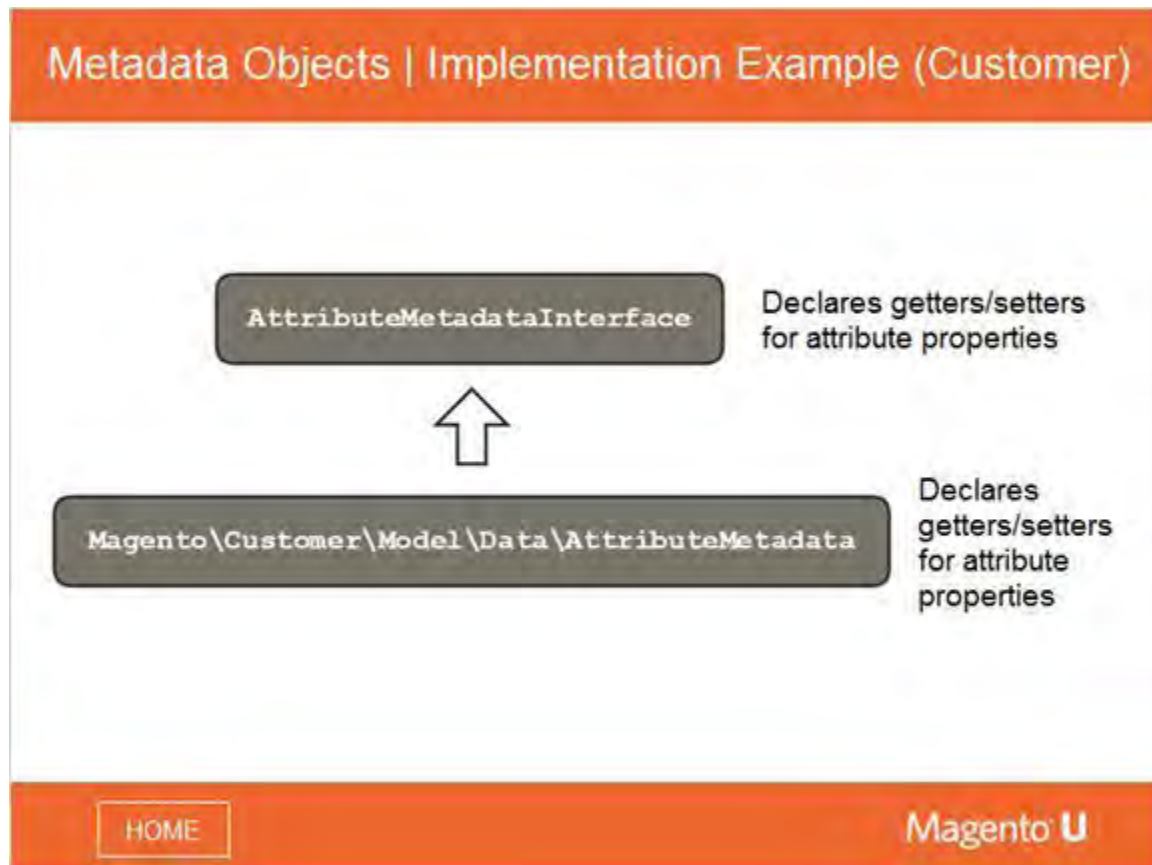 Metadata Objects | Implementation Example (Customer)
AttributeMetadataInterface
Declares getters/setters
for attribute properties
Magento\Customer\Model\Data\AttributeMetadata
Declares
getters/setters
for attribute
properties
HOME
Magento U